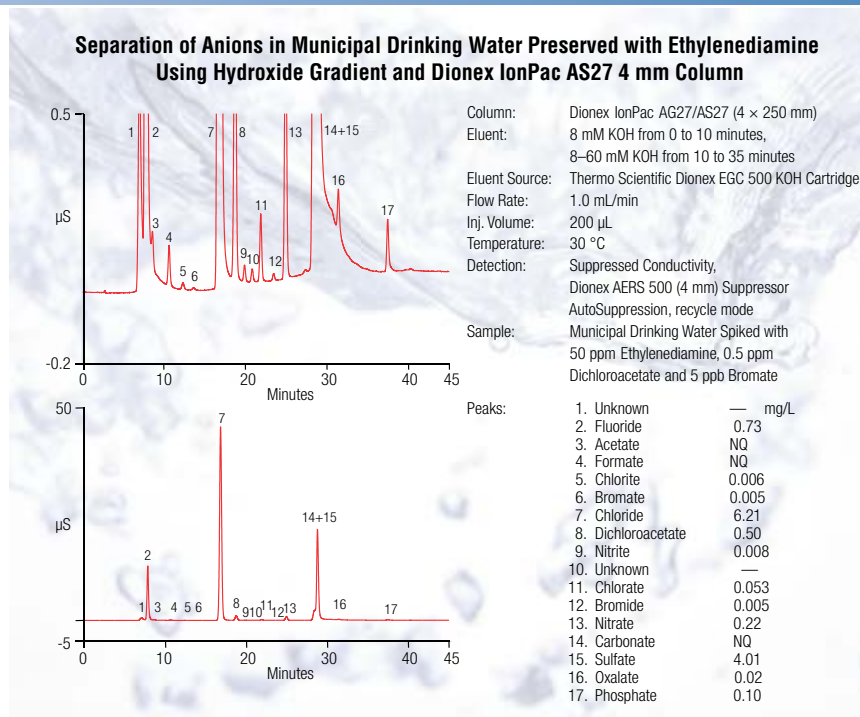 Separation of Anions in Municipal Drinking Water Preserved with Ethylenediamine
Using Hydroxide Gradient and Dionex IonPac AS27 4 mm Column
0.5
µS
-0.2
1
2
3
4
5
6
7
8
9
10
11
12
13
14+15
16
17
0 10 20 30 40 45
Minutes
50
µS
-5
1
2
3
4
5
6
7
8
9
10
11
12
13
14+15
16
17
0 10 20 30 40 45
Minutes
Column: Dionex IonPac AG27/AS27 (4 × 250 mm)
Eluent: 8 mM KOH from 0 to 10 minutes,
8–60 mM KOH from 10 to 35 minutes
Eluent Source: Thermo Scientific Dionex EGC 500 KOH Cartridge
Flow Rate: 1.0 mL/min
Inj. Volume: 200 µL
Temperature: 30 °C
Detection: Suppressed Conductivity,
Dionex AERS 500 (4 mm) Suppressor
AutoSuppression, recycle mode
Sample: Municipal Drinking Water Spiked with
50 ppm Ethylenediamine, 0.5 ppm
Dichloroacetate and 5 ppb Bromate
Peaks: 1. Unknown — mg/L
2. Fluoride 0.73
3. Acetate NQ
4. Formate NQ
5. Chlorite 0.006
6. Bromate 0.005
7. Chloride 6.21
8. Dichloroacetate 0.50
9. Nitrite 0.008
10. Unknown —
11. Chlorate 0.053
12. Bromide 0.005
13. Nitrate 0.22
14. Carbonate NQ
15. Sulfate 4.01
16. Oxalate 0.02
17. Phosphate 0.10